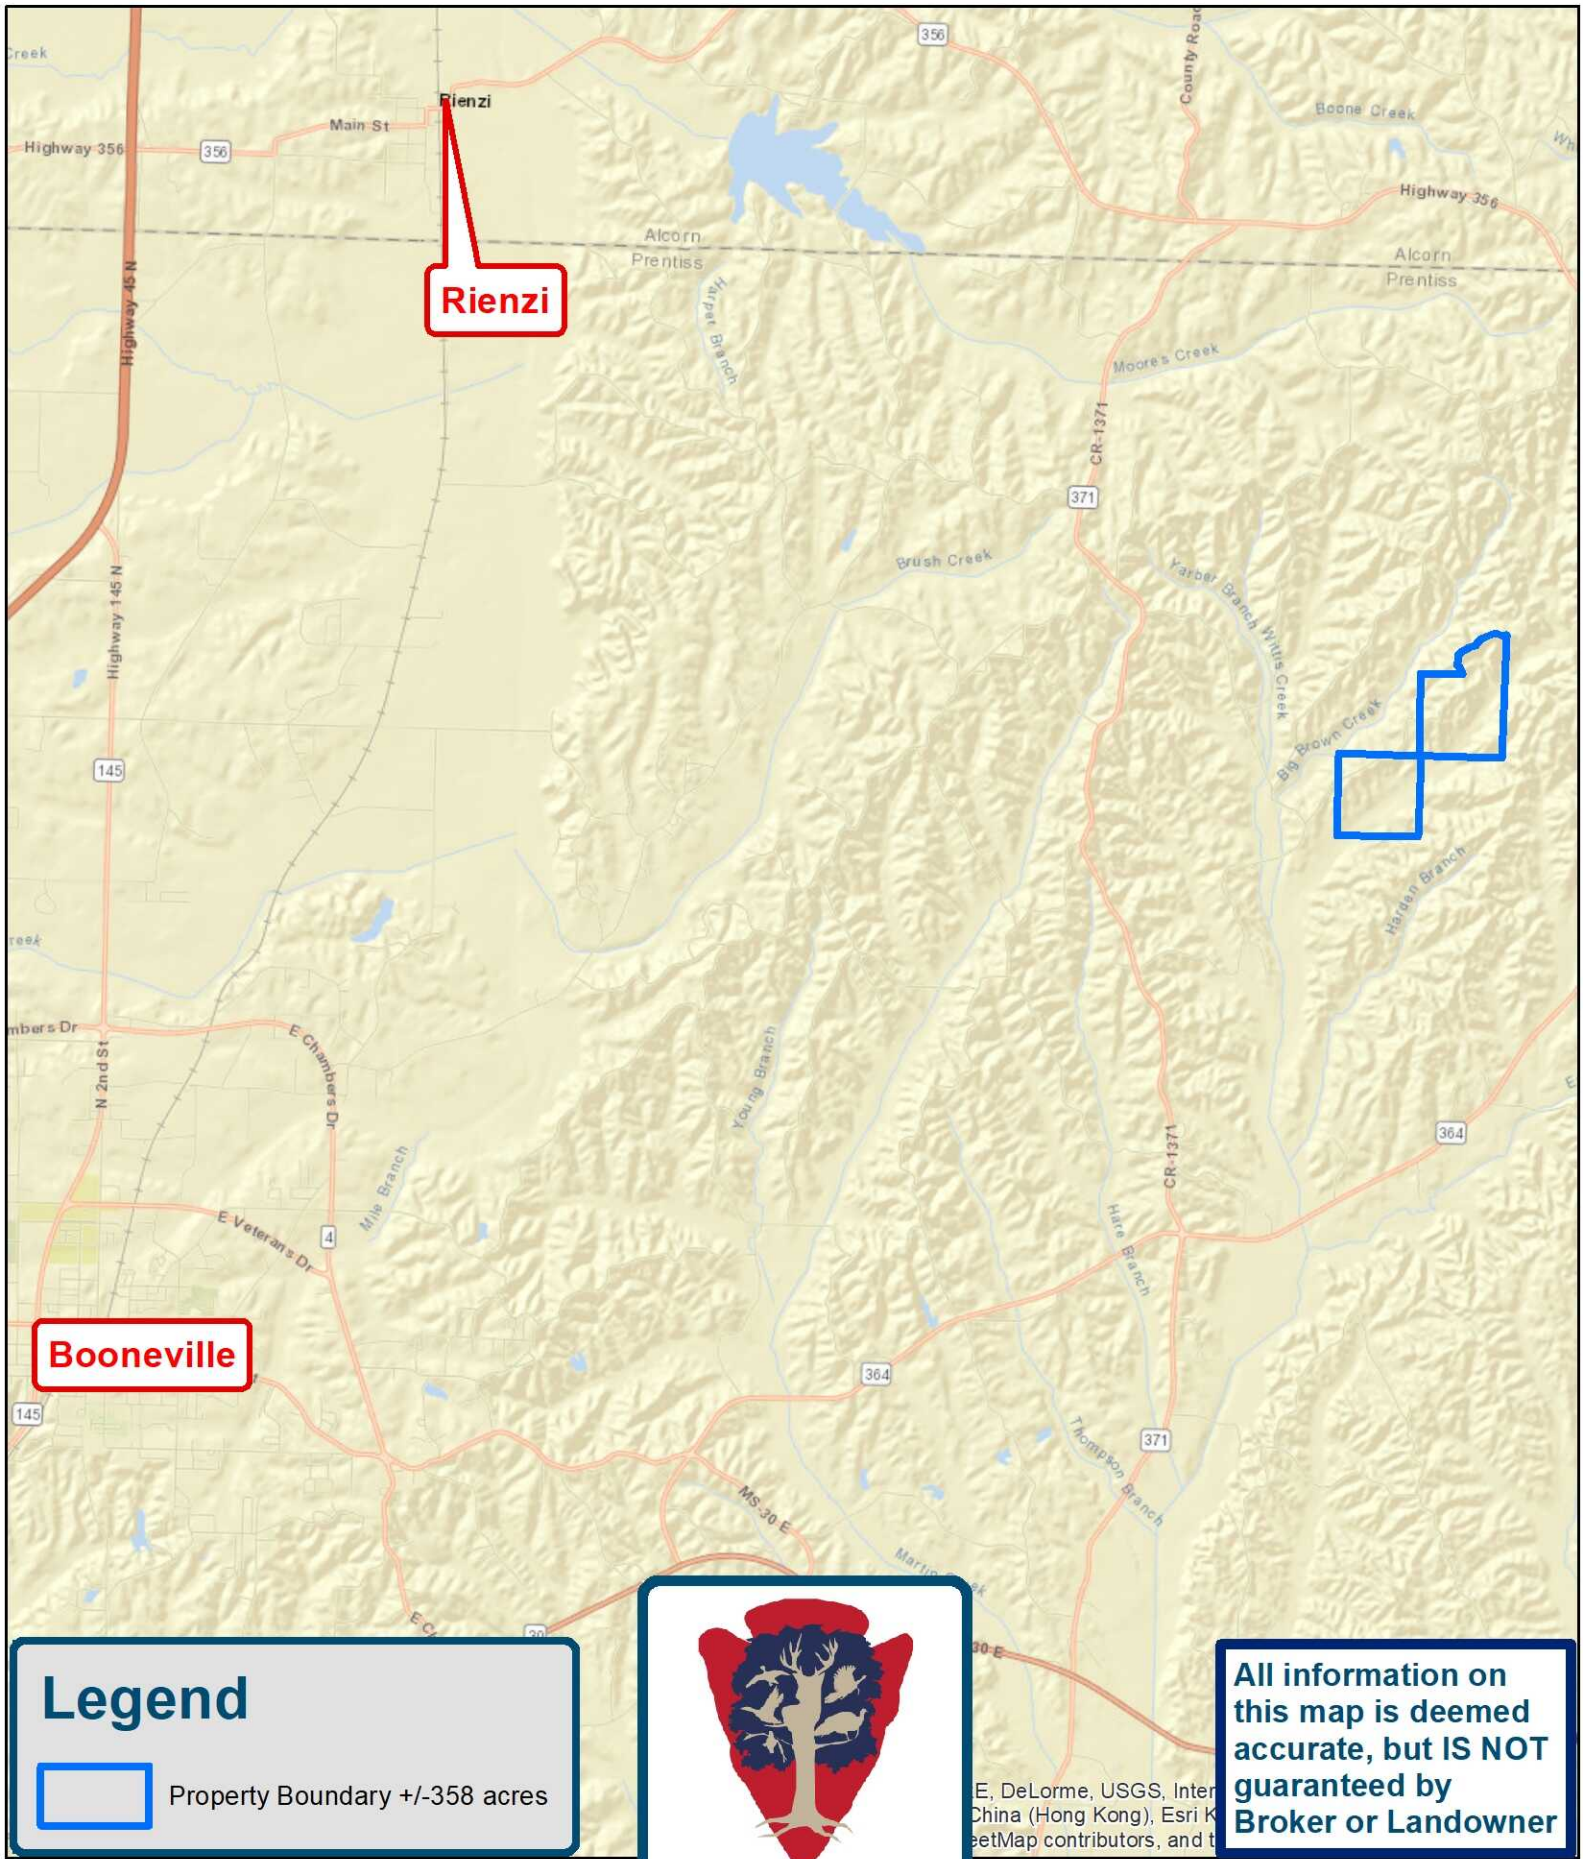 Creek
356
County Road
Rienzi
Main St
Highway 356
356
Boone Creek
Highway 356
Alcorn
Prentiss
Alcorn
Prentiss
Highway 45 N
Rienzi
Harper Branch
Moores Creek
CR-1371
371
Brush Creek
Yarber Branch
Wittis Creek
Highway 145 N
Big Brown Creek
145
Harden Branch
reek
mbers Dr
E Chambers Dr
N 2nd St
Young Branch
364
CR-1371
Mile Branch
E Veterans Dr
4
Hare Branch
Booneville
364
145
Thompson Branch
371
MS-30 E
Martin Creek
E
30
30 E
Legend
Property Boundary +/-358 acres
E, DeLorme, USGS, Inter
China (Hong Kong), Esri K
eetMap contributors, and t
All information on
this map is deemed
accurate, but IS NOT
guaranteed by
Broker or Landowner